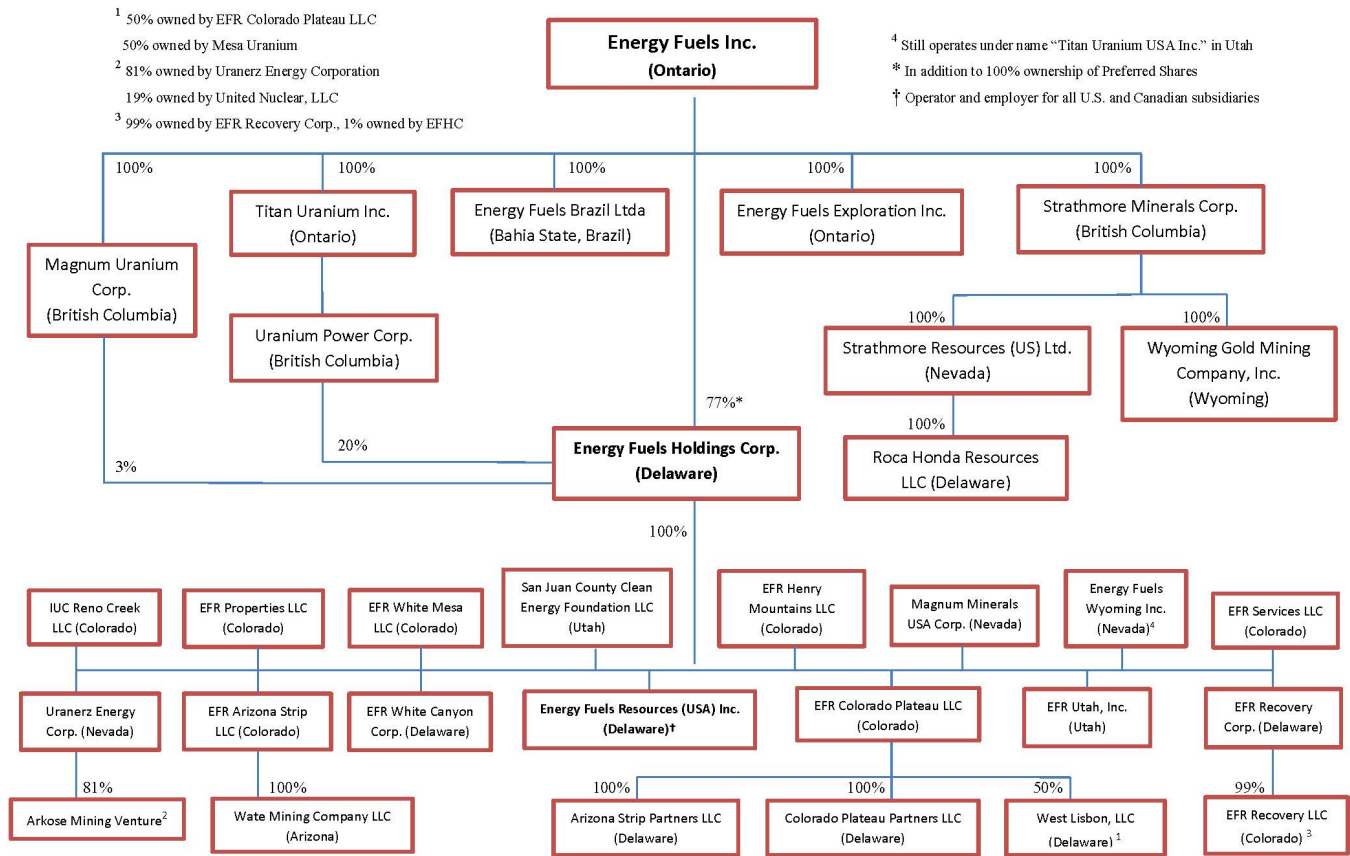 ¹ 50% owned by EFR Colorado Plateau LLC
50% owned by Mesa Uranium
² 81% owned by Uranerz Energy Corporation
19% owned by United Nuclear, LLC
³ 99% owned by EFR Recovery Corp., 1% owned by EFHC
Energy Fuels Inc.
(Ontario)
⁴ Still operates under name “Titan Uranium USA Inc.” in Utah
* In addition to 100% ownership of Preferred Shares
† Operator and employer for all U.S. and Canadian subsidiaries
100%
100%
100%
100%
100%
Magnum Uranium
Corp.
(British Columbia)
Titan Uranium Inc.
(Ontario)
Energy Fuels Brazil Ltda
(Bahia State, Brazil)
Energy Fuels Exploration Inc.
(Ontario)
Strathmore Minerals Corp.
(British Columbia)
Uranium Power Corp.
(British Columbia)
100%
100%
Strathmore Resources (US) Ltd.
(Nevada)
Wyoming Gold Mining
Company, Inc.
(Wyoming)
77%*
100%
3%
20%
Energy Fuels Holdings Corp.
(Delaware)
Roca Honda Resources
LLC (Delaware)
100%
IUC Reno Creek
LLC (Colorado)
EFR Properties LLC
(Colorado)
EFR White Mesa
LLC (Colorado)
San Juan County Clean
Energy Foundation LLC
(Utah)
EFR Henry
Mountains LLC
(Colorado)
Magnum Minerals
USA Corp. (Nevada)
Energy Fuels
Wyoming Inc.
(Nevada)⁴
EFR Services LLC
(Colorado)
Uranerz Energy
Corp. (Nevada)
EFR Arizona Strip
LLC (Colorado)
EFR White Canyon
Corp. (Delaware)
Energy Fuels Resources (USA) Inc.
(Delaware)†
EFR Colorado Plateau LLC
(Colorado)
EFR Utah, Inc.
(Utah)
EFR Recovery
Corp. (Delaware)
81%
100%
100%
100%
50%
99%
Arkose Mining Venture²
Wate Mining Company LLC
(Arizona)
Arizona Strip Partners LLC
(Delaware)
Colorado Plateau Partners LLC
(Delaware)
West Lisbon, LLC
(Delaware) ¹
EFR Recovery LLC
(Colorado) ³